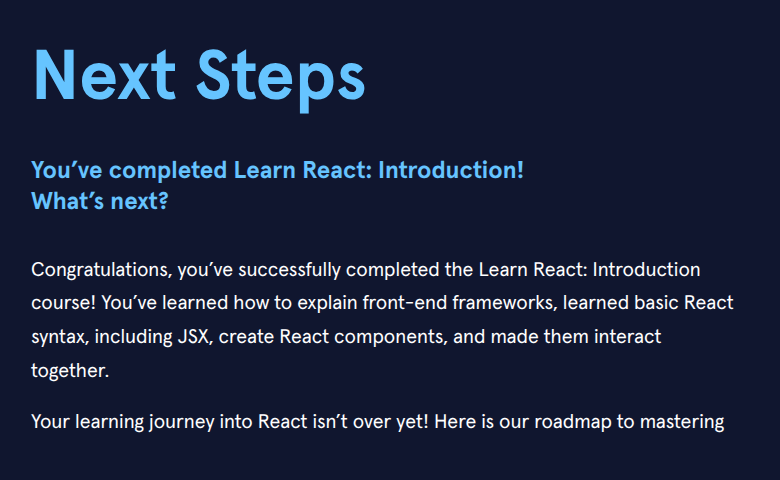 Next Steps
You’ve completed Learn React: Introduction!
What’s next?
Congratulations, you’ve successfully completed the Learn React: Introduction
course! You’ve learned how to explain front-end frameworks, learned basic React
syntax, including JSX, create React components, and made them interact
together.
Your learning journey into React isn’t over yet! Here is our roadmap to mastering